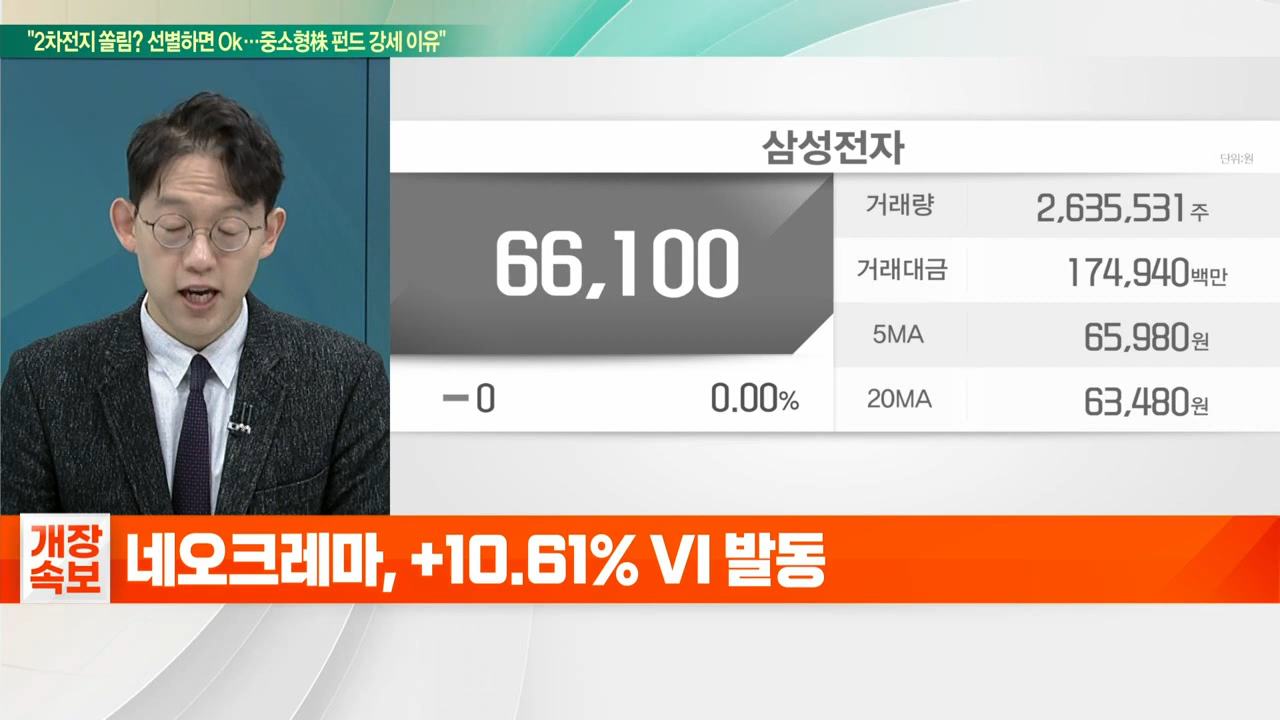 "2차전지 쏠림? 선별하면 Ok…중소형株 펀드 강세 이유"
삼성전자
단위:원
66,100
0
0.00%
거래량 2,635,531주
거래대금 174,940백만
5MA 65,980원
20MA 63,480원
개장
속보
네오크레마, +10.61% VI 발동